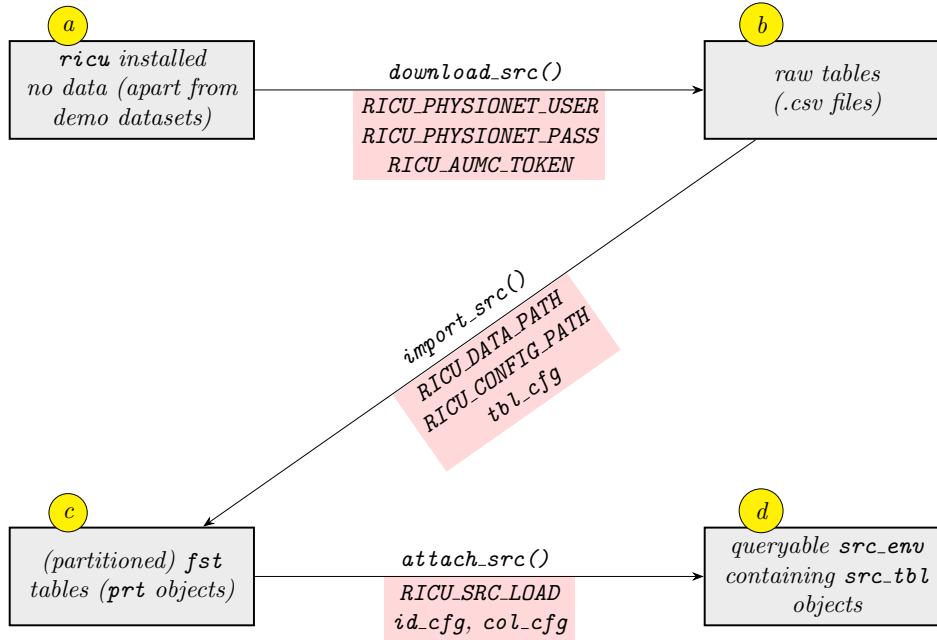 a
ricu installed
no data (apart from
demo datasets)
download_src()
RICU_PHYSIONET_USER
RICU_PHYSIONET_PASS
RICU_AUMC_TOKEN
b
raw tables
(.csv files)
import_src()
RICU_DATA_PATH
RICU_CONFIG_PATH
tbl_cfg
c
(partitioned) fst
tables (prt objects)
attach_src()
RICU_SRC_LOAD
id_cfg, col_cfg
d
queryable src_env
containing src_tbl
objects